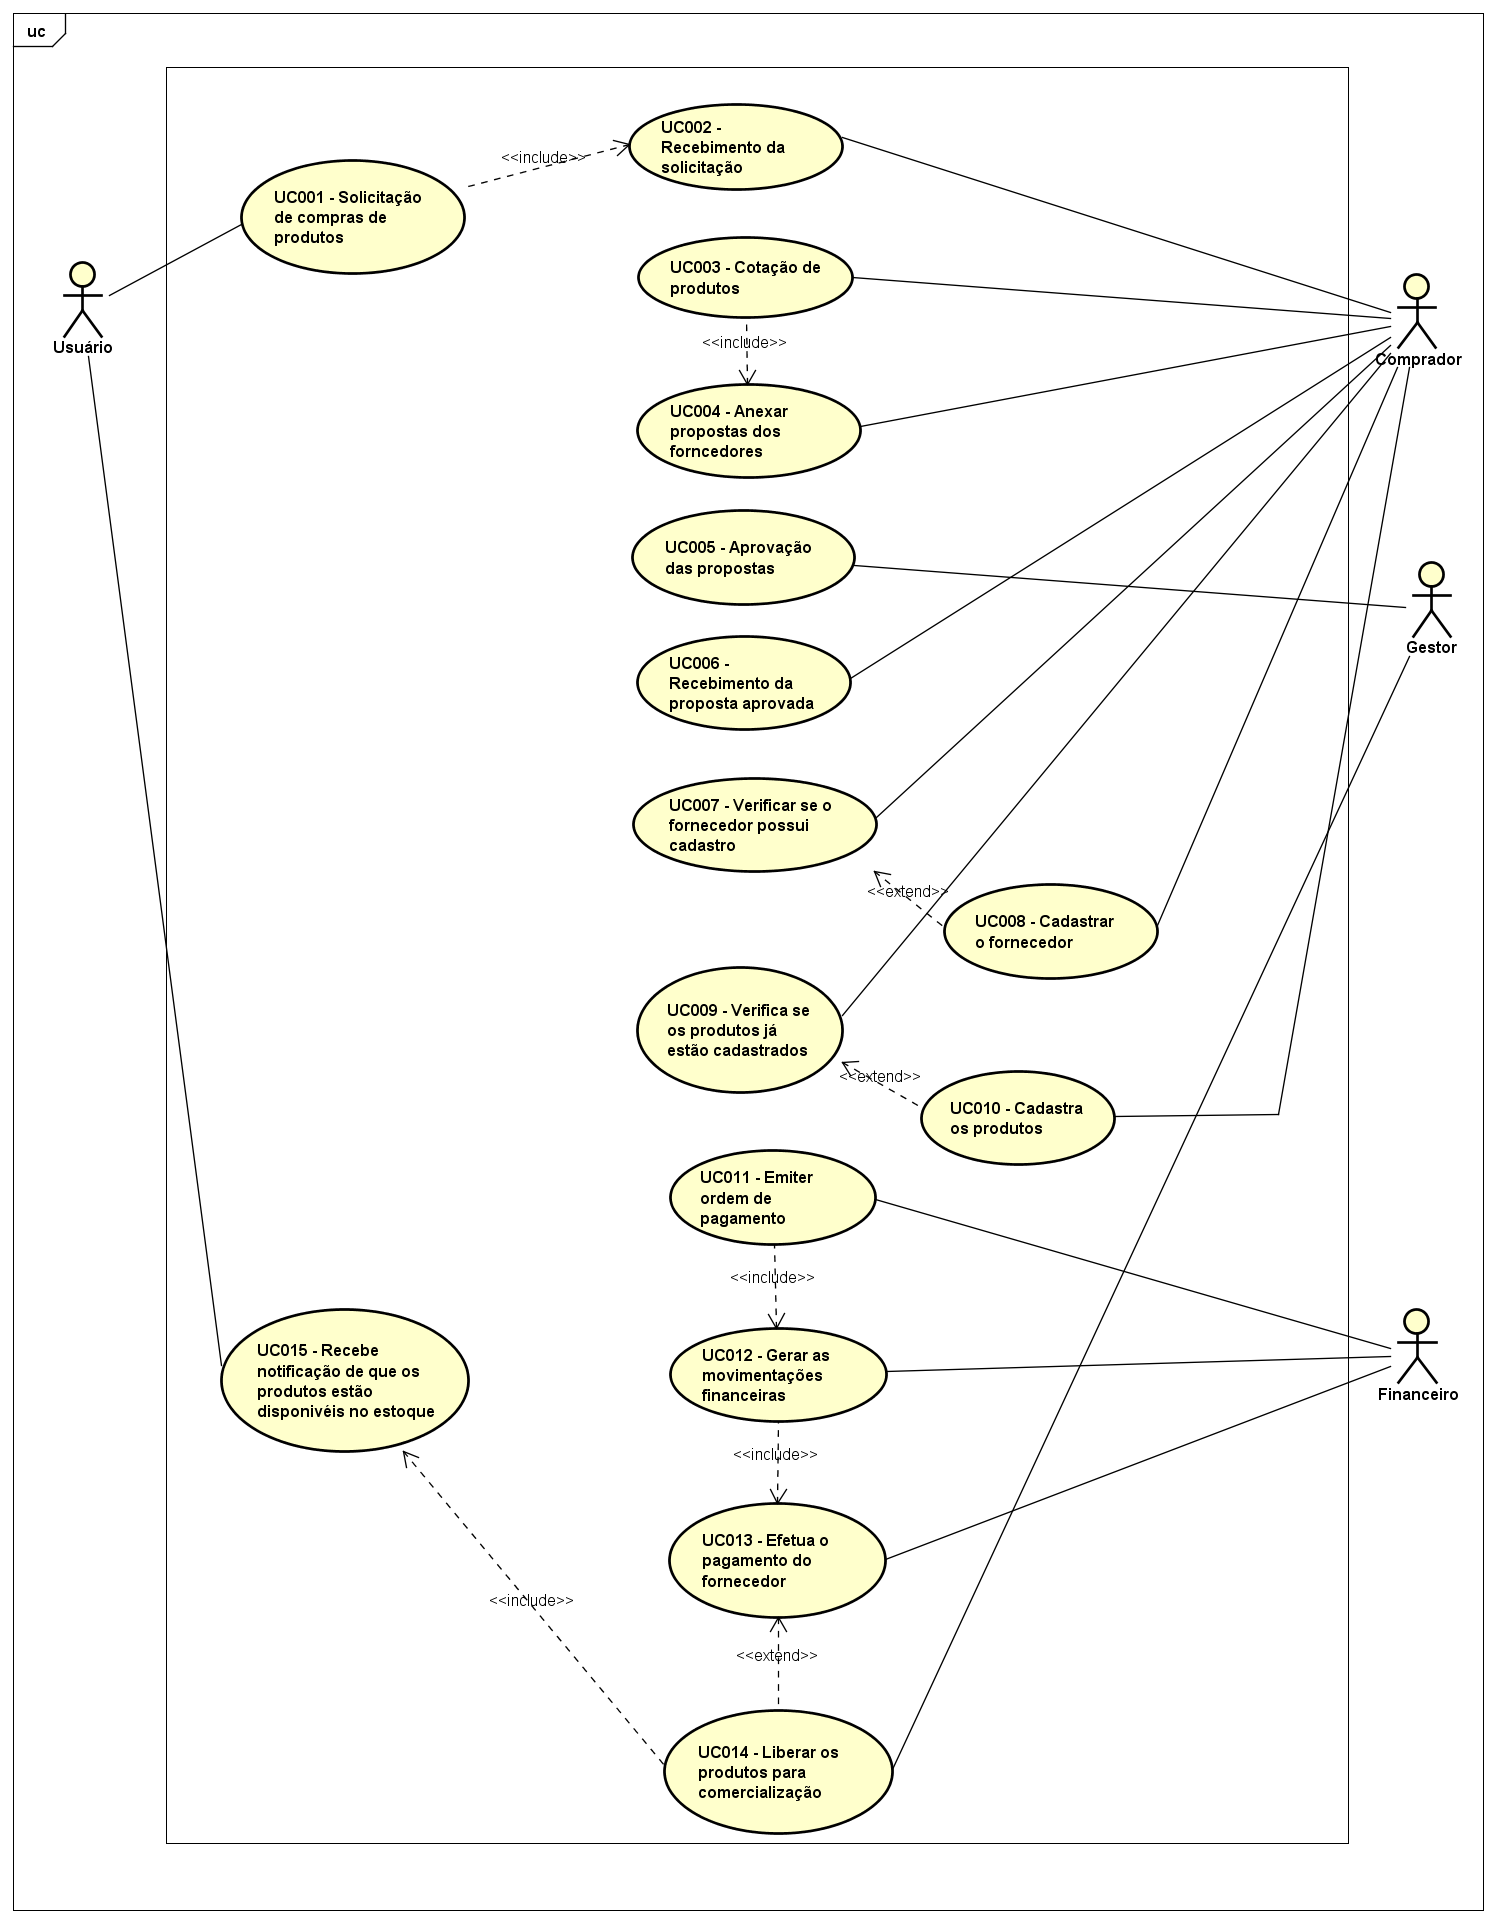 uc
UC002 -
Recebimento da
solicitação
<<include>>
UC001 - Solicitação
de compras de
produtos
UC003 - Cotação de
produtos
Usuário
<<include>>
Comprador
UC004 - Anexar
propostas dos
forncedores
UC005 - Aprovação
das propostas
Gestor
UC006 -
Recebimento da
proposta aprovada
UC007 - Verificar se o
fornecedor possui
cadastro
<<extend>>
UC008 - Cadastrar
o fornecedor
UC009 - Verifica se
os produtos já
estão cadastrados
<<extend>>
UC010 - Cadastra
os produtos
UC011 - Emiter
ordem de
pagamento
<<include>>
UC015 - Recebe
notificação de que os
produtos estão
disponivéis no estoque
UC012 - Gerar as
movimentações
financeiras
Financeiro
<<include>>
UC013 - Efetua o
pagamento do
fornecedor
<<include>>
<<extend>>
UC014 - Liberar os
produtos para
comercialização